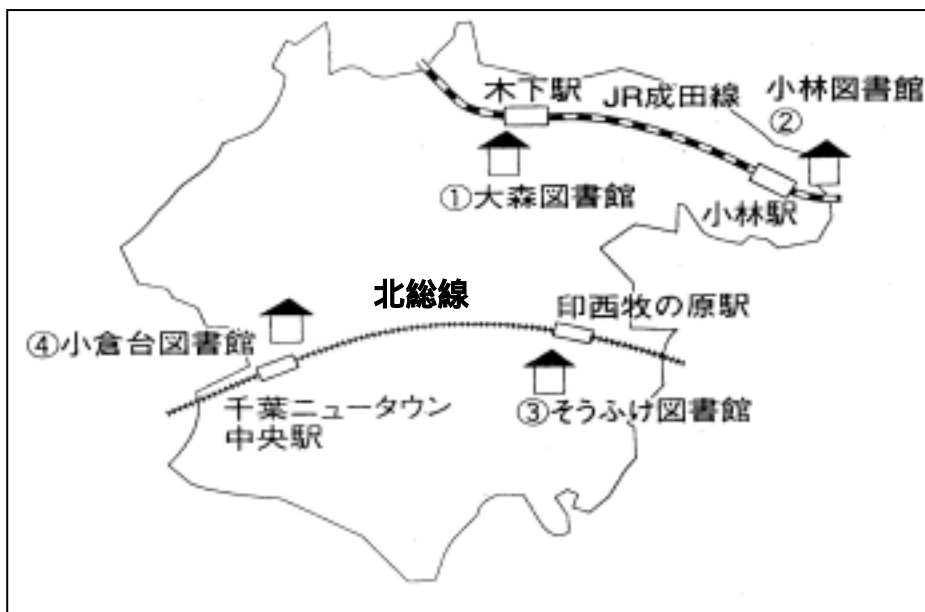 木下駅
JR成田線
小林図書館
②
①大森図書館
小林駅
北総線
印西牧の原駅
④小倉台図書館
千葉ニュータウン
中央駅
③そうふけ図書館